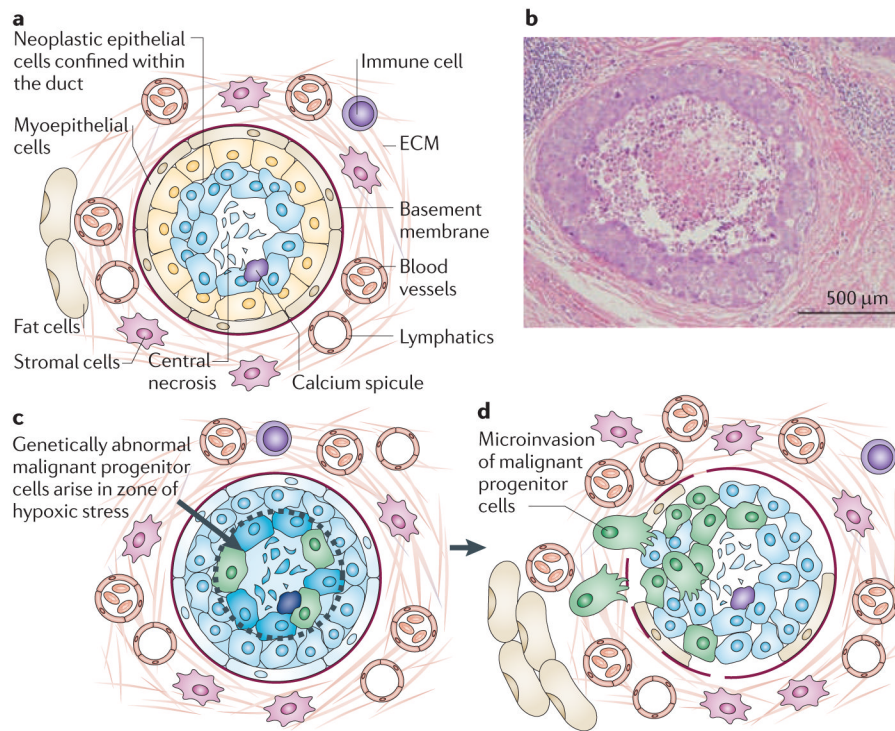 a
Neoplastic epithelial
cells confined within
the duct
Immune cell
Myoepithelial
cells
ECM
Basement
membrane
Blood
vessels
Fat cells
Lymphatics
Stromal cells
Central
necrosis
Calcium spicule
b
500 µm
c
Genetically abnormal
malignant progenitor
cells arise in zone of
hypoxic stress
d
Microinvasion
of malignant
progenitor
cells